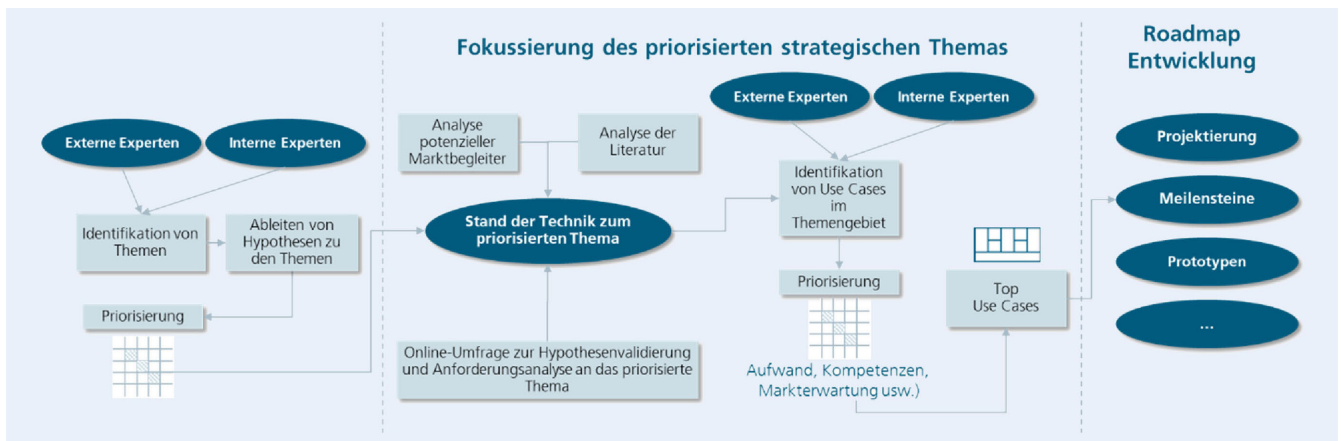 Externe Experten
Interne Experten
Identifikation von
Themen
Ableiten von
Hypothesen zu
den Themen
Priorisierung
Fokussierung des priorisierten strategischen Themas
Analyse
potenzieller
Marktbegleiter
Analyse der
Literatur
Stand der Technik zum
priorisierten Thema
Online-Umfrage zur Hypothesenvalidierung
und Anforderungsanalyse an das priorisierte
Thema
Externe Experten
Interne Experten
Identifikation
von Use Cases
im
Themengebiet
Priorisierung
Aufwand, Kompetenzen,
Markterwartung usw.)
Top
Use Cases
Roadmap
Entwicklung
Projektierung
Meilensteine
Prototypen
...